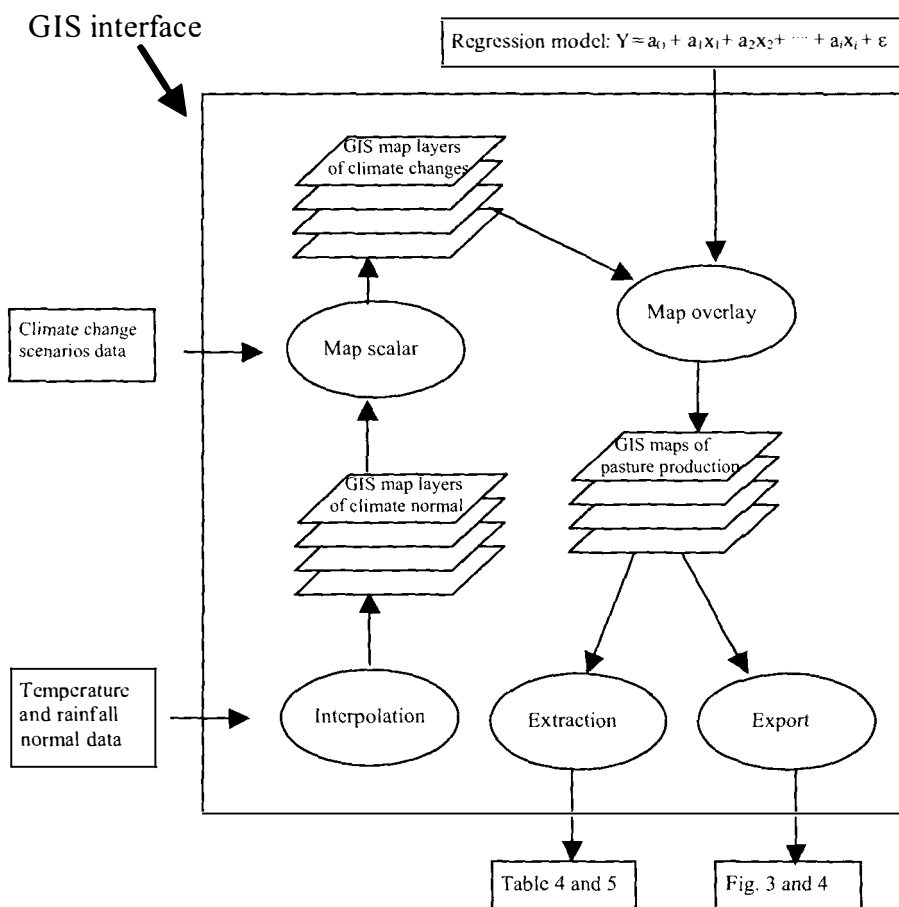 GIS interface
Regression model: Y = a₀ + a₁x₁ + a₂x₂ + ···· + aᵢxᵢ + ε
GIS map layers
of climate changes
Map overlay
Climate change
scenarios data
Map scalar
GIS maps of
pasture production
GIS map layers
of climate normal
Temperature
and rainfall
normal data
Interpolation
Extraction
Export
Table 4 and 5
Fig. 3 and 4